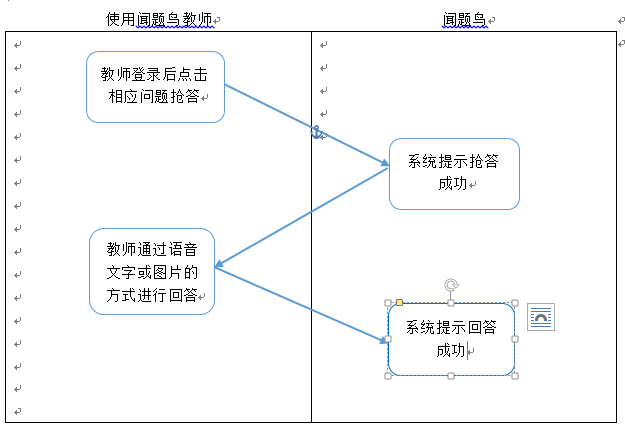 使用闻题鸟教师
闻题鸟
教师登录后点击
相应问题抢答
系统提示抢答
成功
教师通过语音
文字或图片的
方式进行回答
系统提示回答
成功